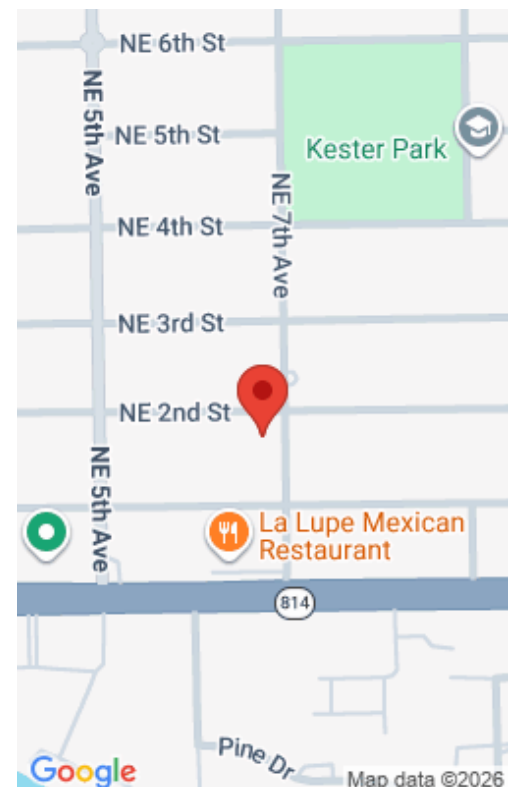 NE 6th St
NE 5th Ave
NE 5th St
Kester Park
NE 7th Ave
NE 4th St
NE 3rd St
NE 2nd St
NE 5th Ave
La Lupe Mexican
Restaurant
814
Pine Dr
Google
Map data ©2026